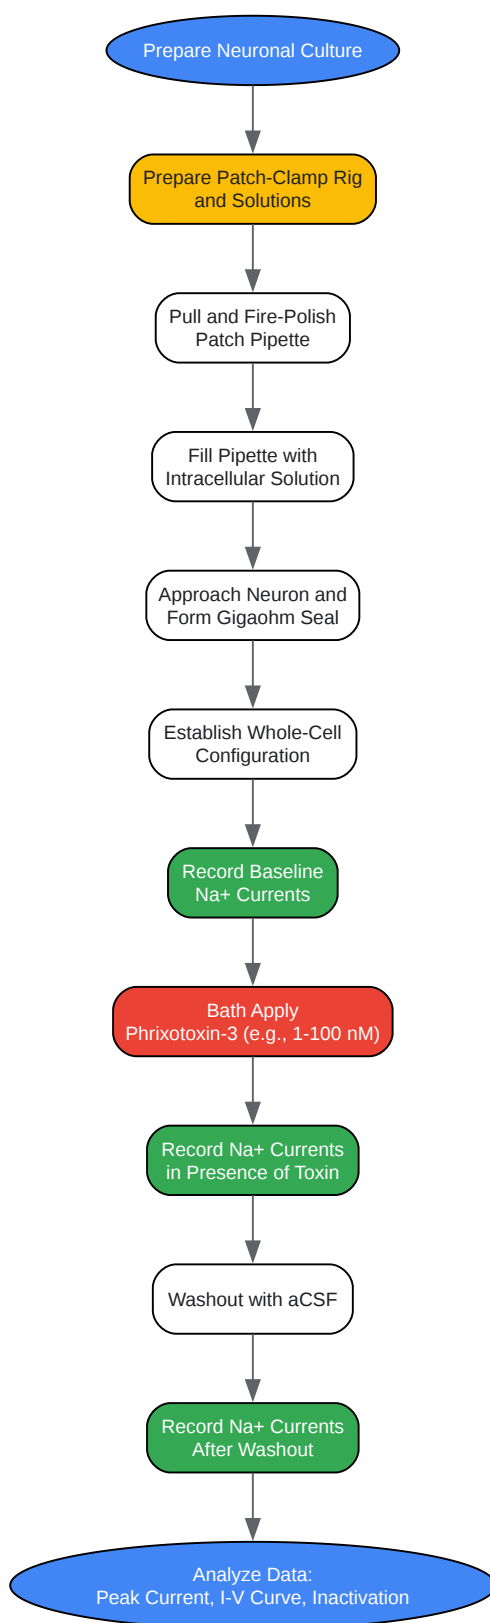 Prepare Neuronal Culture
Prepare Patch-Clamp Rig
and Solutions
Pull and Fire-Polish
Patch Pipette
Fill Pipette with
Intracellular Solution
Approach Neuron and
Form Gigaohm Seal
Establish Whole-Cell
Configuration
Record Baseline
Na+ Currents
Bath Apply
Phrixotoxin-3 (e.g., 1-100 nM)
Record Na+ Currents
in Presence of Toxin
Washout with aCSF
Record Na+ Currents
After Washout
Analyze Data:
Peak Current, I-V Curve, Inactivation